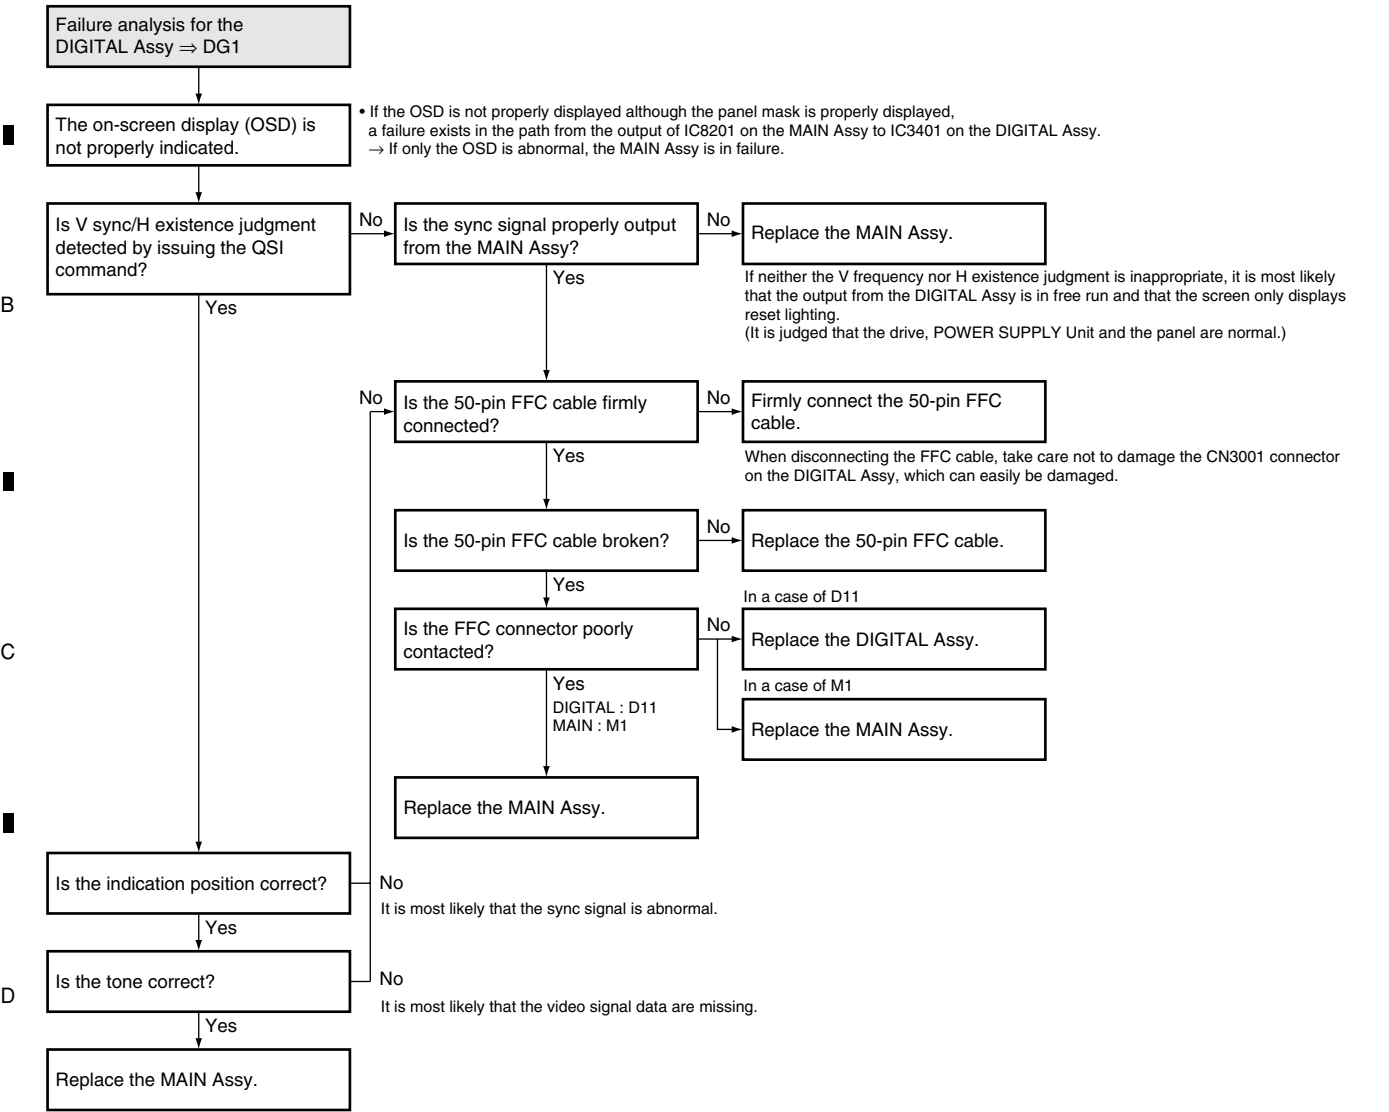 Failure analysis for the
DIGITAL Assy ⇒ DG1
The on-screen display (OSD) is
not properly indicated.
• If the OSD is not properly displayed although the panel mask is properly displayed,
a failure exists in the path from the output of IC8201 on the MAIN Assy to IC3401 on the DIGITAL Assy.
→ If only the OSD is abnormal, the MAIN Assy is in failure.
Is V sync/H existence judgment
detected by issuing the QSI
command?
No
Is the sync signal properly output
from the MAIN Assy?
No
Replace the MAIN Assy.
If neither the V frequency nor H existence judgment is inappropriate, it is most likely
that the output from the DIGITAL Assy is in free run and that the screen only displays
reset lighting.
(It is judged that the drive, POWER SUPPLY Unit and the panel are normal.)
Yes
Yes
B
No
Is the 50-pin FFC cable firmly
connected?
No
Firmly connect the 50-pin FFC
cable.
When disconnecting the FFC cable, take care not to damage the CN3001 connector
on the DIGITAL Assy, which can easily be damaged.
Yes
Is the 50-pin FFC cable broken?
No
Replace the 50-pin FFC cable.
Yes
In a case of D11
Is the FFC connector poorly
contacted?
No
Replace the DIGITAL Assy.
C
In a case of M1
Replace the MAIN Assy.
Yes
DIGITAL : D11
MAIN : M1
Replace the MAIN Assy.
Is the indication position correct?
No
It is most likely that the sync signal is abnormal.
Yes
Is the tone correct?
No
It is most likely that the video signal data are missing.
D
Yes
Replace the MAIN Assy.